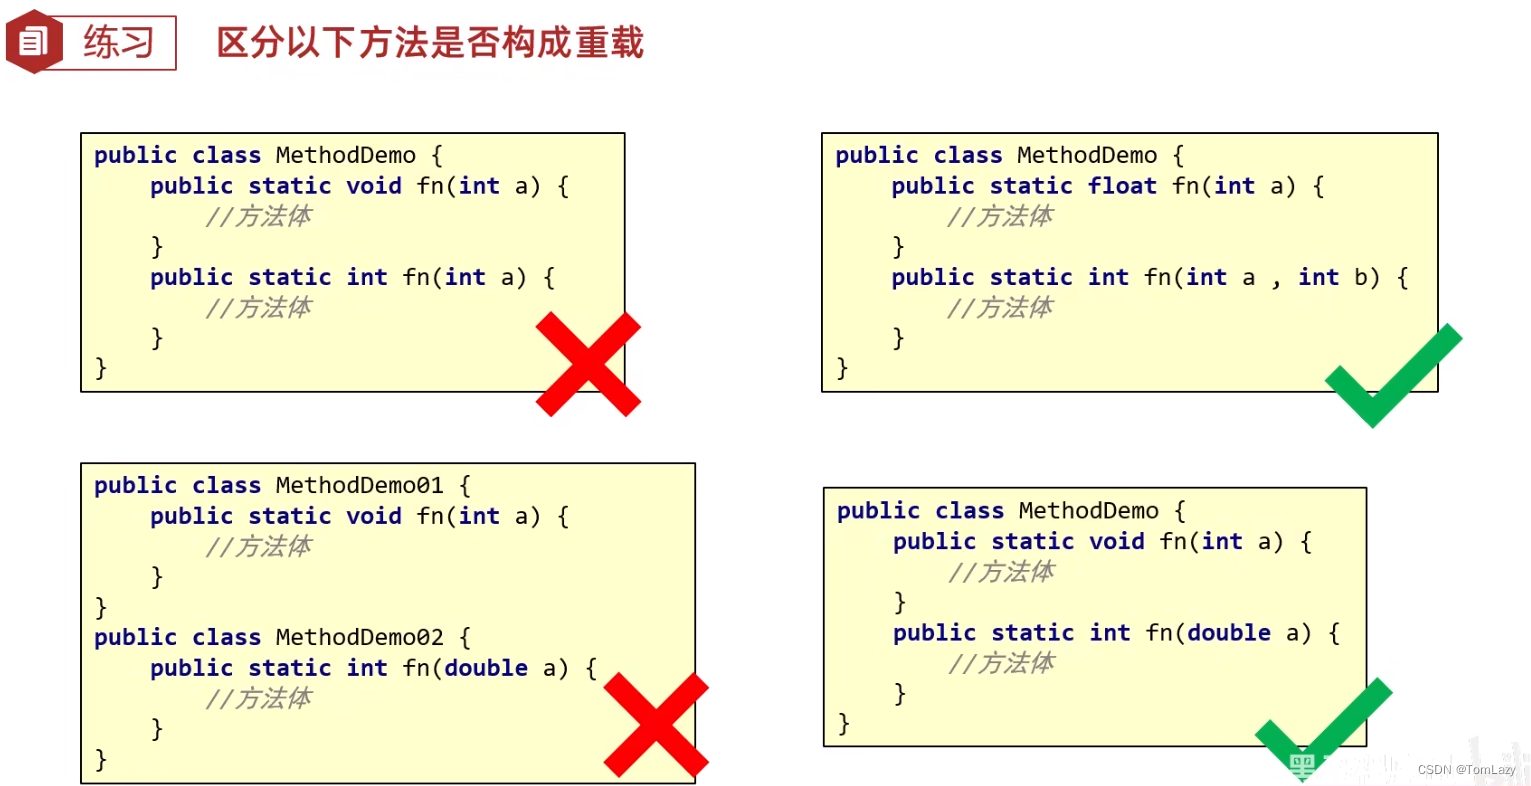 练习
区分以下方法是否构成重载
public class MethodDemo {
    public static void fn(int a) {
        //方法体
    }
    public static int fn(int a) {
        //方法体
    }
}
public class MethodDemo {
    public static float fn(int a) {
        //方法体
    }
    public static int fn(int a , int b) {
        //方法体
    }
}
public class MethodDemo01 {
    public static void fn(int a) {
        //方法体
    }
}
public class MethodDemo02 {
    public static int fn(double a) {
        //方法体
    }
}
public class MethodDemo {
    public static void fn(int a) {
        //方法体
    }
    public static int fn(double a) {
        //方法体
    }
}
CSDN @TomLazy